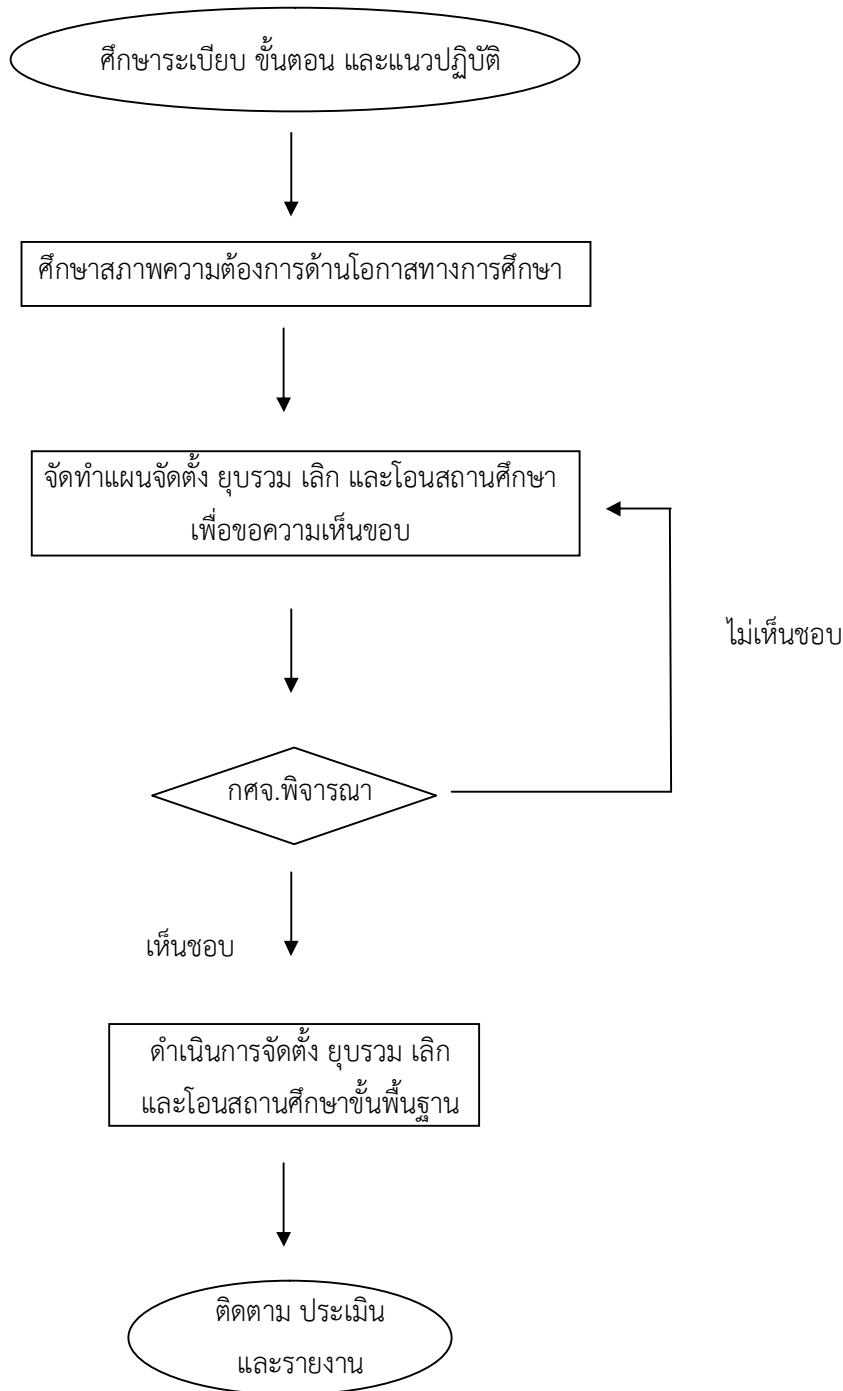 ศึกษาระเบียบ ขั้นตอน และแนวปฏิบัติ
ศึกษาสภาพความต้องการด้านโอกาสทางการศึกษา
จัดทำแผนจัดตั้ง ยุบรวม เลิก และโอนสถานศึกษา
เพื่อขอความเห็นขอบ
ไม่เห็นชอบ
กศจ.พิจารณา
เห็นชอบ
ดำเนินการจัดตั้ง ยุบรวม เลิก
และโอนสถานศึกษาขั้นพื้นฐาน
ติดตาม ประเมิน
และรายงาน